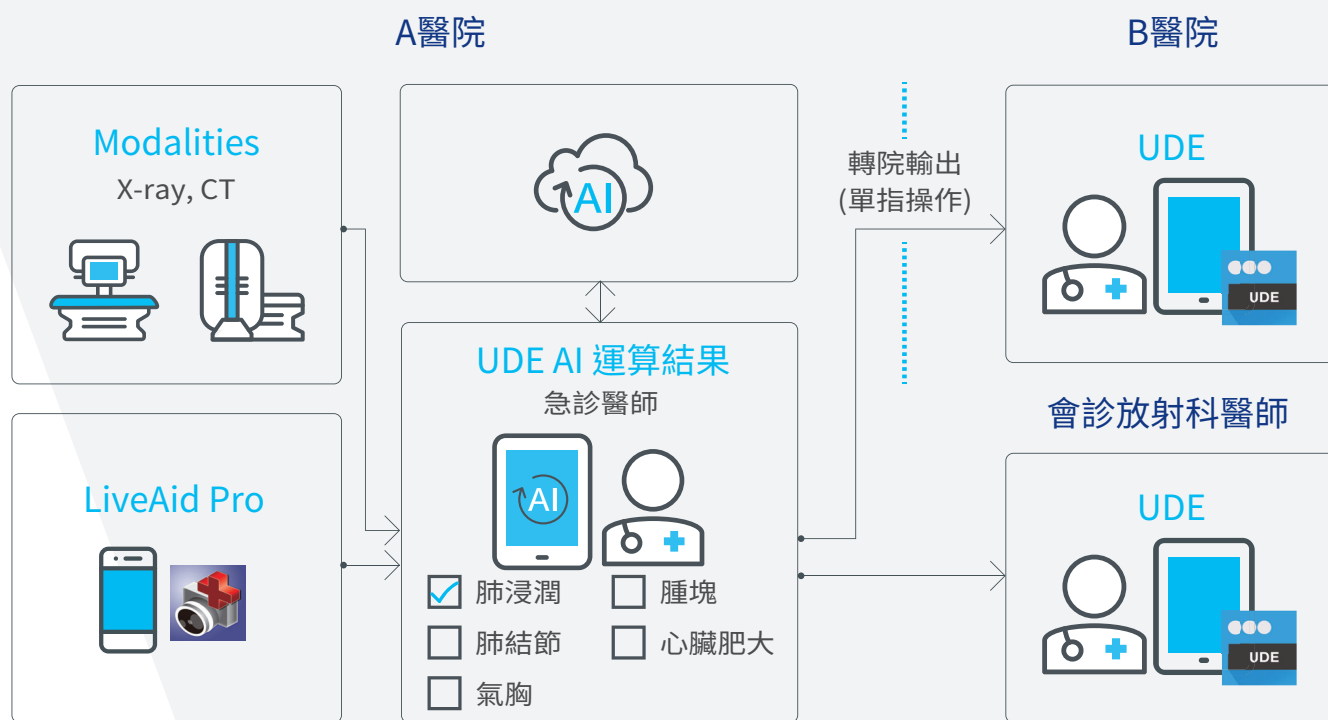 A醫院
B醫院
Modalities
X-ray, CT
AI
轉院輸出
(單指操作)
UDE
UDE
UDE AI 運算結果
急診醫師
AI
肺浸潤
腫塊
肺結節
心臟肥大
氣胸
LiveAid Pro
會診放射科醫師
UDE
UDE